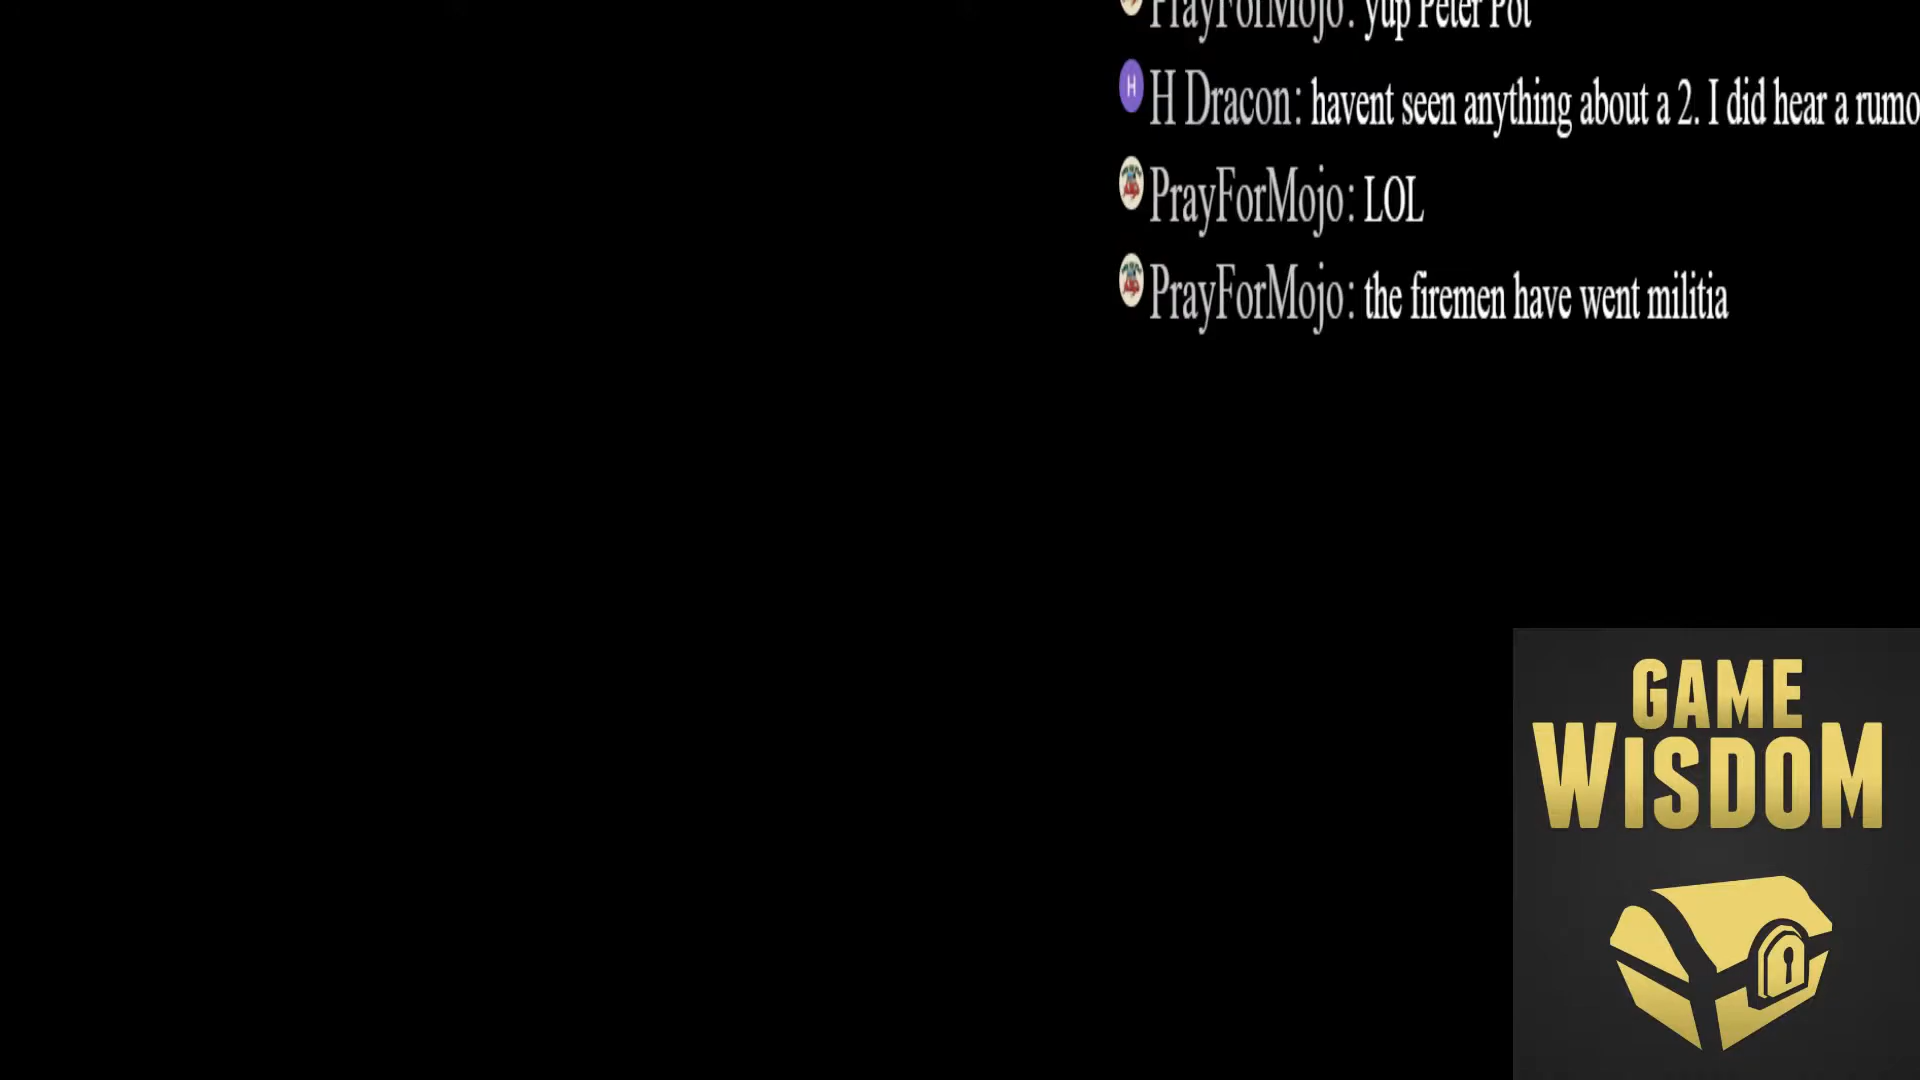 PrayForMojo: yup Peter Pot
H
H Dracon: havent seen anything about a 2. I did hear a rumo
PrayForMojo: LOL
PrayForMojo: the firemen have went militia
GAME
WISDOM